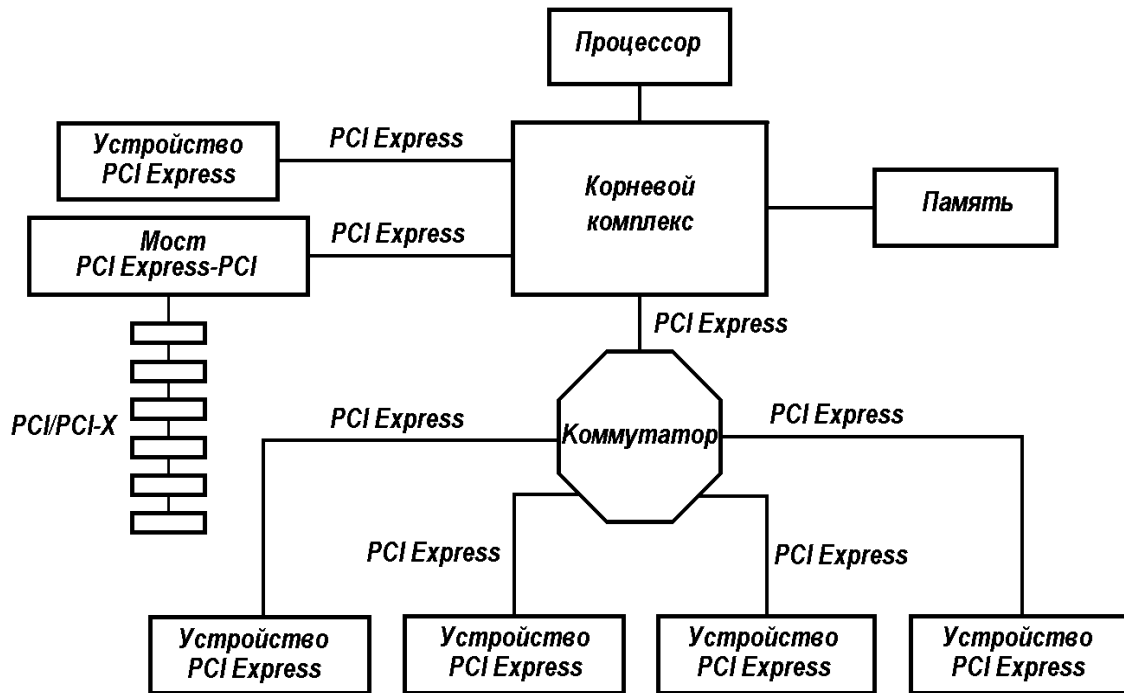 Процессор
Устройство
PCI Express
PCI Express
Корневой
комплекс
Память
Мост
PCI Express-PCI
PCI Express
PCI Express
PCI/PCI-X
PCI Express
Коммутатор
PCI Express
PCI Express
PCI Express
Устройство
PCI Express
Устройство
PCI Express
Устройство
PCI Express
Устройство
PCI Express